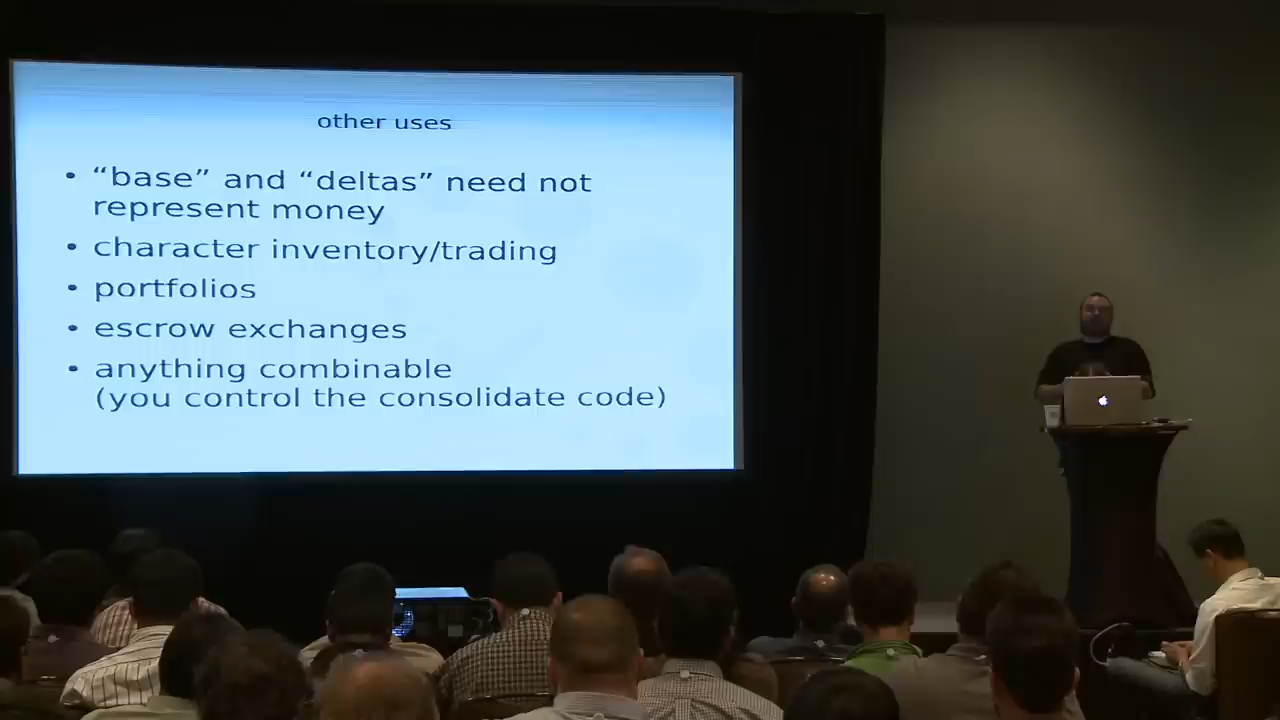 other uses
• “base” and “deltas” need not
represent money
• character inventory/trading
• portfolios
• escrow exchanges
• anything combinable
(you control the consolidate code)